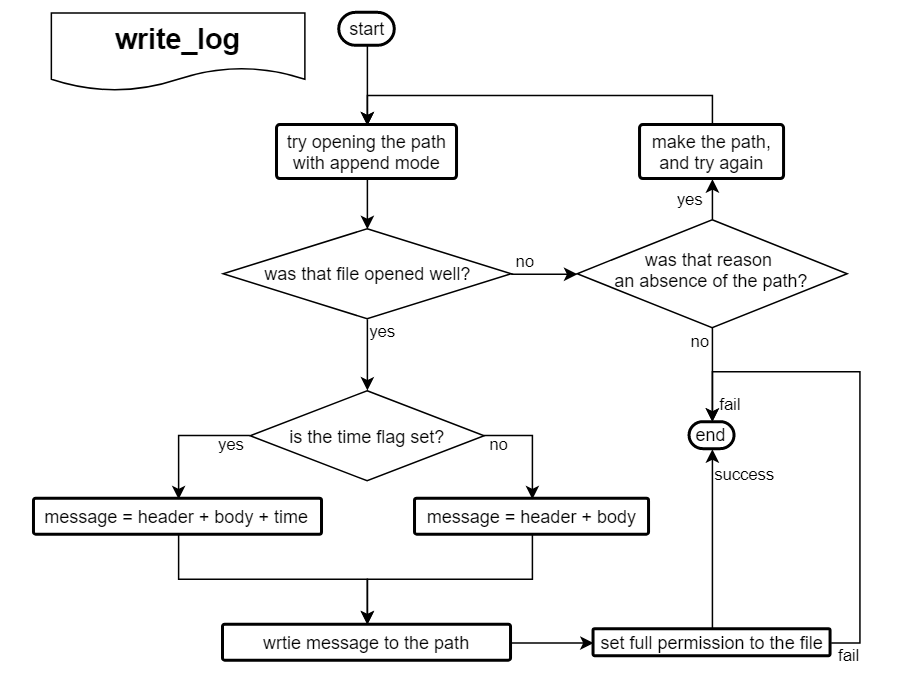 write_log
start
try opening the path
with append mode
make the path,
and try again
yes
was that file opened well?
no
was that reason
an absence of the path?
yes
no
fail
end
success
is the time flag set?
yes
no
message = header + body + time
message = header + body
wrtie message to the path
set full permission to the file
fail